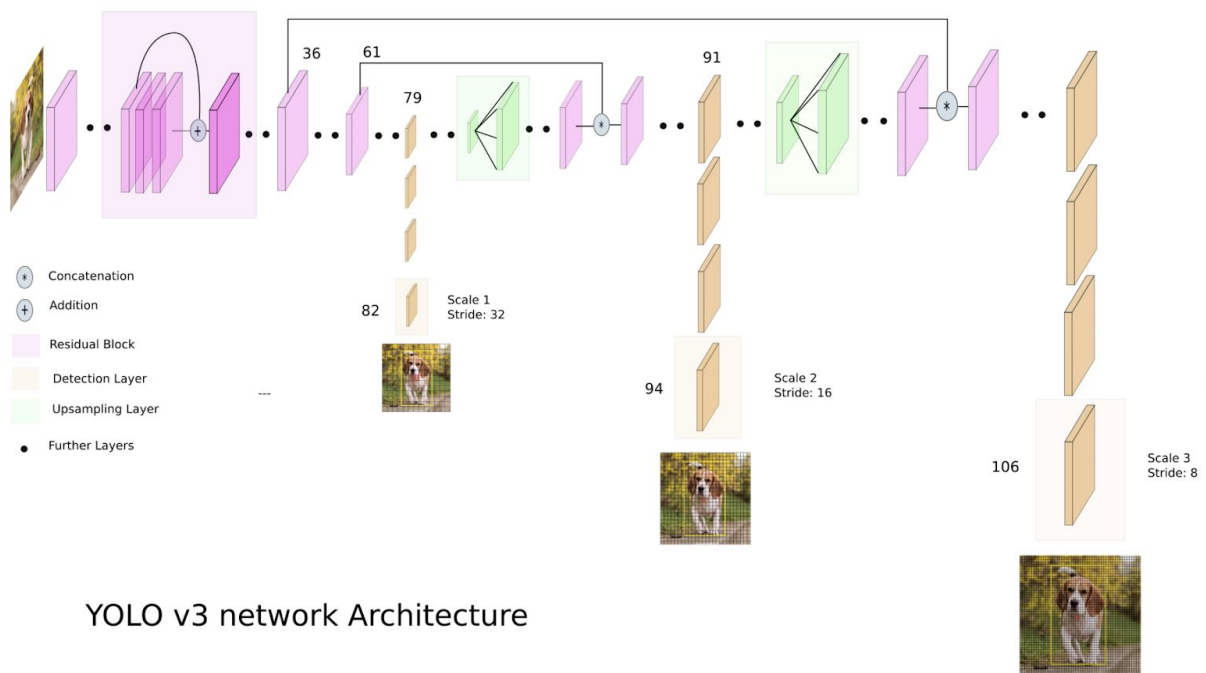 36
61
91
79
Concatenation
Addition
82
Scale 1
Stride: 32
Residual Block
Detection Layer
Upsampling Layer
Further Layers
---
94
Scale 2
Stride: 16
106
Scale 3
Stride: 8
YOLO v3 network Architecture